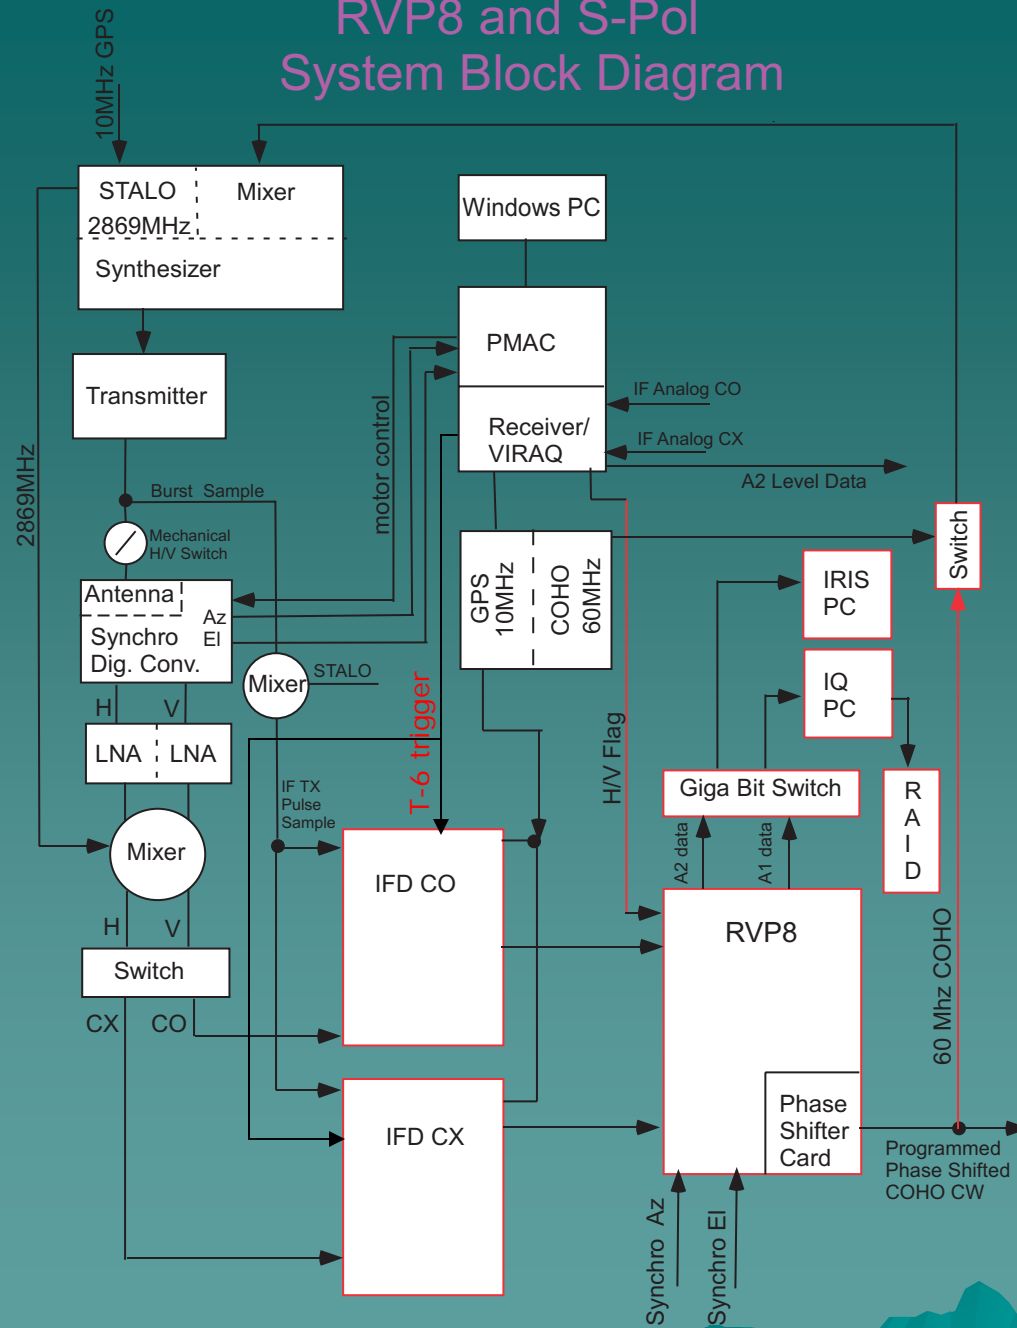 RVP8 and S-Pol
System Block Diagram
10MHz GPS
STALO
2869MHz
Mixer
Synthesizer
Windows PC
PMAC
Transmitter
IF Analog CO
Receiver/
VIRAQ
IF Analog CX
A2 Level Data
motor control
2869MHz
Burst Sample
Mechanical
H/V Switch
Switch
GPS
10MHz
COHO
60MHz
IRIS
PC
Antenna
Az
El
Synchro
Dig. Conv.
Mixer
STALO
IQ
PC
H
V
T-6 trigger
H/V Flag
LNA
LNA
Giga Bit Switch
R
A
I
D
IF TX
Pulse
Sample
A2 data
A1 data
Mixer
IFD CO
RVP8
H
V
Switch
60 Mhz COHO
CX
CO
IFD CX
Phase
Shifter
Card
Programmed
Phase Shifted
COHO CW
Synchro Az
Synchro El